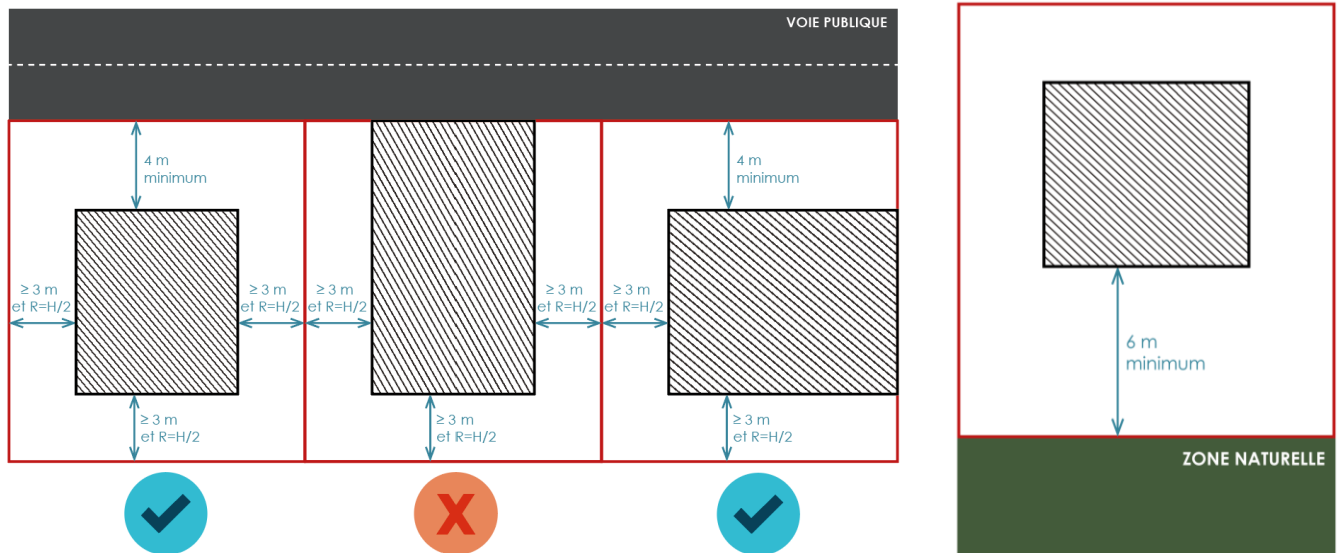 VOIE PUBLIQUE
4 m
minimum
4 m
minimum
≥ 3 m
et R=H/2
≥ 3 m
et R=H/2
≥ 3 m
et R=H/2
≥ 3 m
et R=H/2
≥ 3 m
et R=H/2
≥ 3 m
et R=H/2
≥ 3 m
et R=H/2
≥ 3 m
et R=H/2
X
6 m
minimum
ZONE NATURELLE